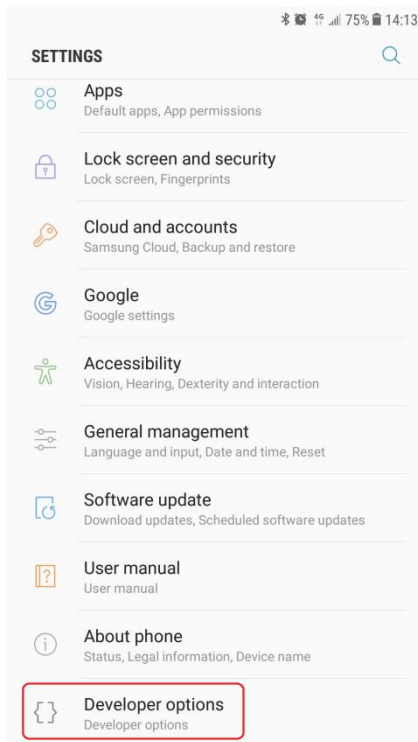 4G 75% 14:13
SETTINGS
Apps
Default apps, App permissions
Lock screen and security
Lock screen, Fingerprints
Cloud and accounts
Samsung Cloud, Backup and restore
Google
Google settings
Accessibility
Vision, Hearing, Dexterity and interaction
General management
Language and input, Date and time, Reset
Software update
Download updates, Scheduled software updates
User manual
User manual
About phone
Status, Legal information, Device name
Developer options
Developer options